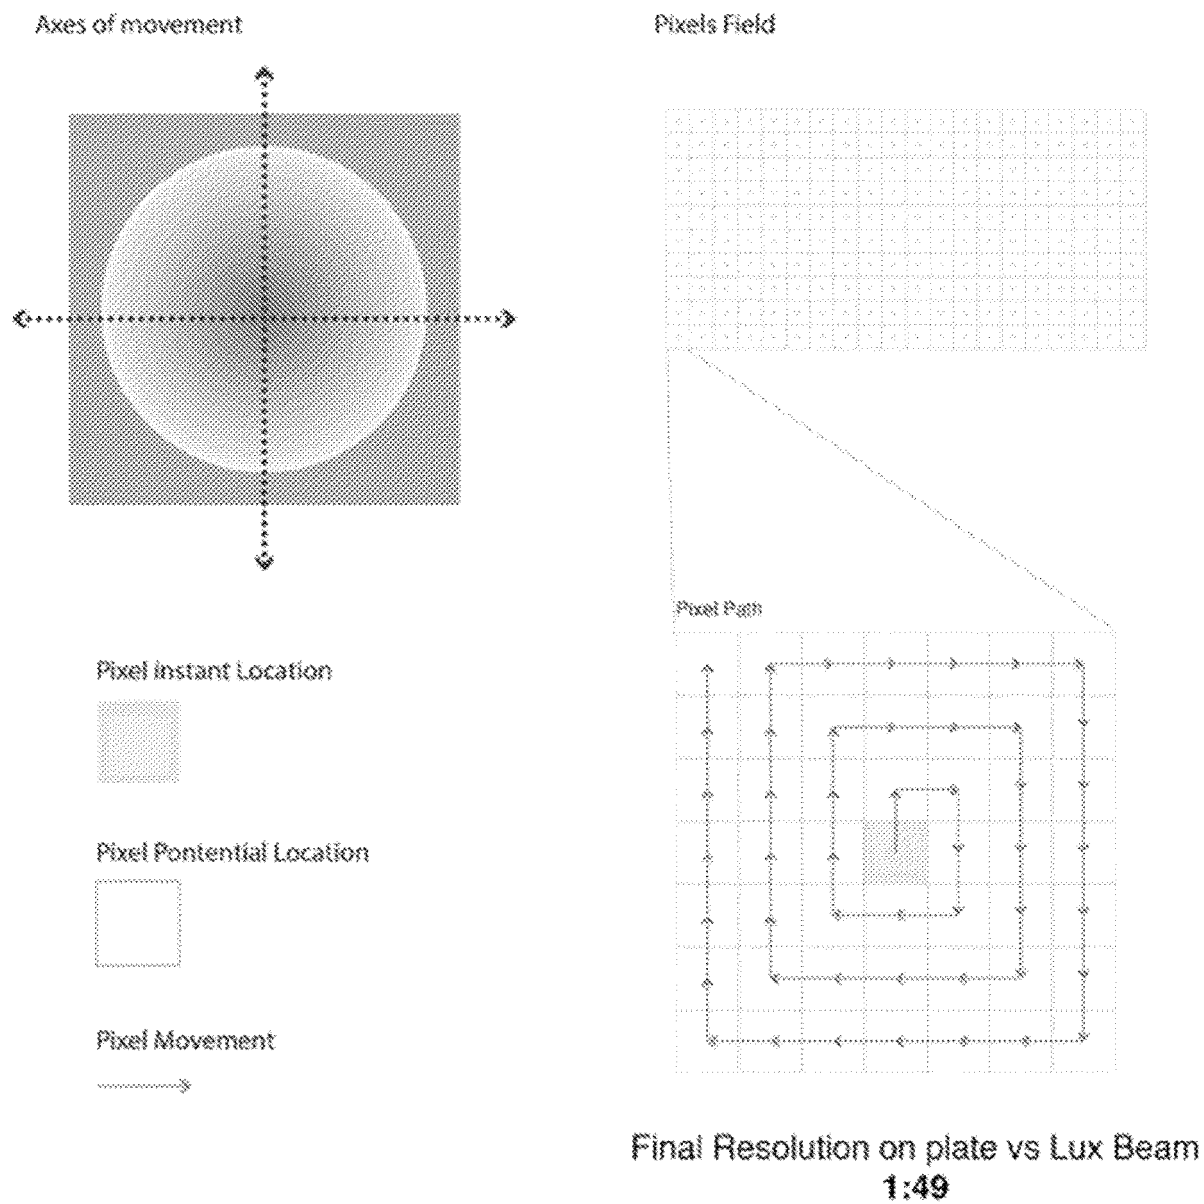 Axes of movement
Pixels Field
Pixel Path
Pixel Instant Location
Pixel Pontential Location
Pixel Movement
Final Resolution on plate vs Lux Beam
1:49